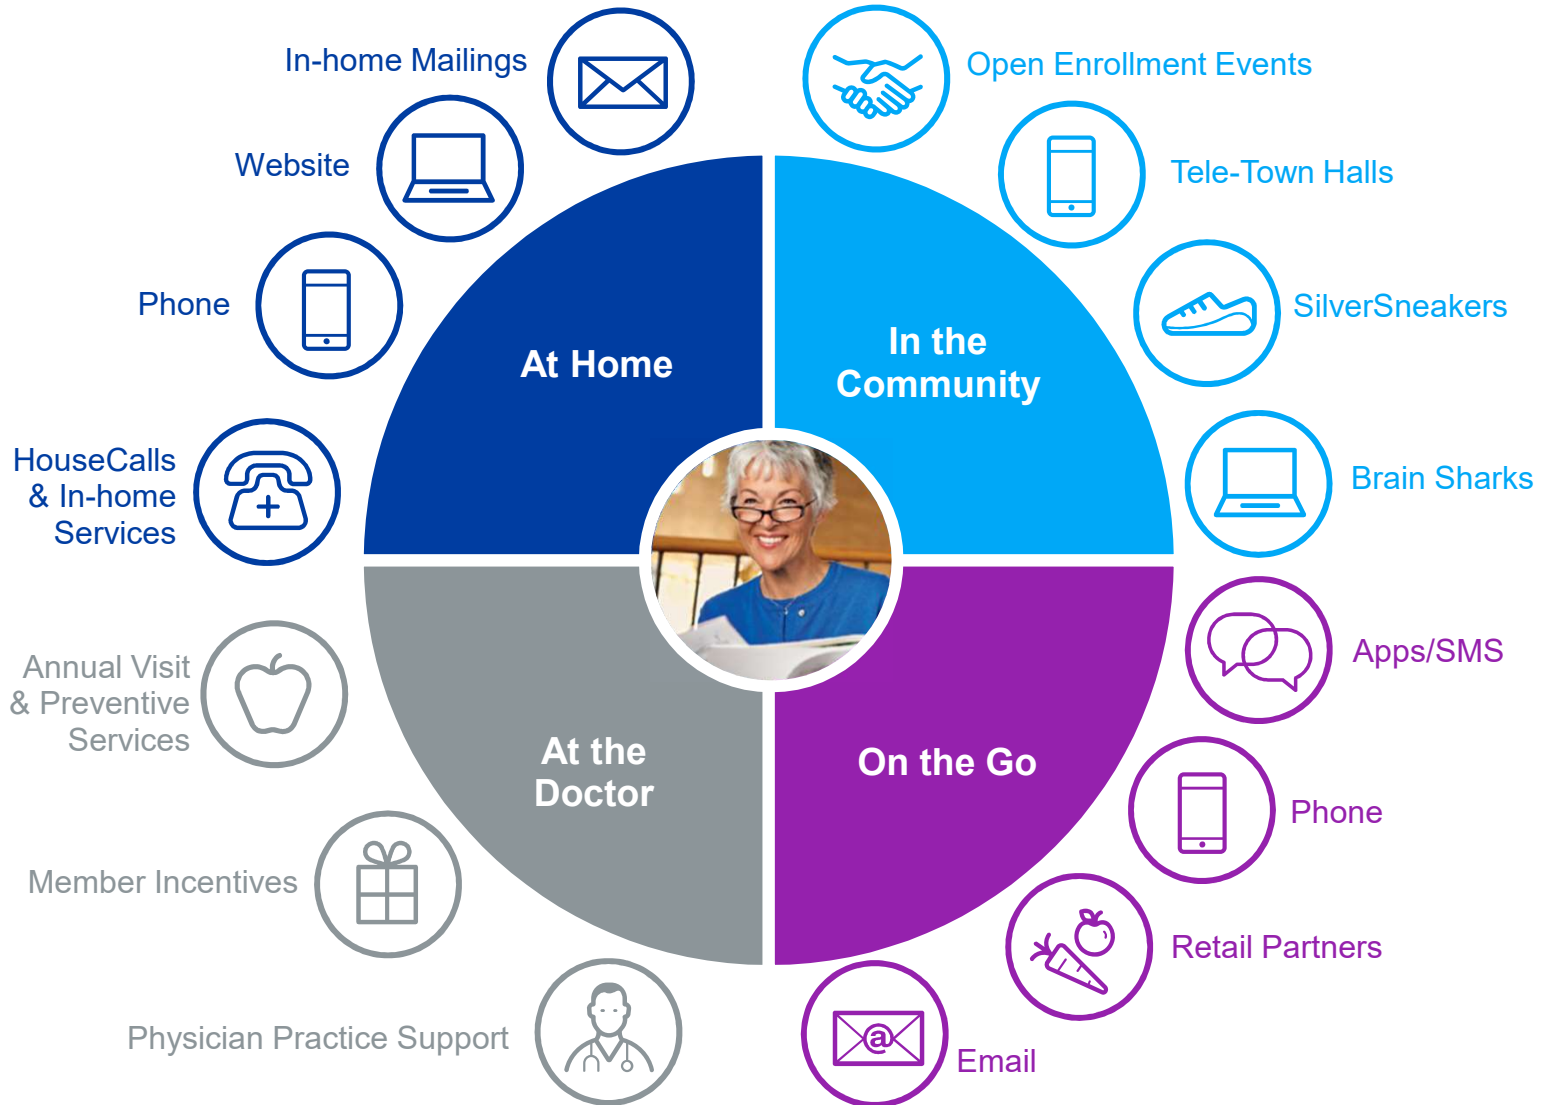 In-home Mailings
Website
Phone
HouseCalls
& In-home
Services
At Home
Open Enrollment Events
Tele-Town Halls
SilverSneakers
Brain Sharks
In the
Community
Annual Visit
& Preventive
Services
Member Incentives
Physician Practice Support
At the
Doctor
Apps/SMS
Phone
Retail Partners
@
Email
On the Go